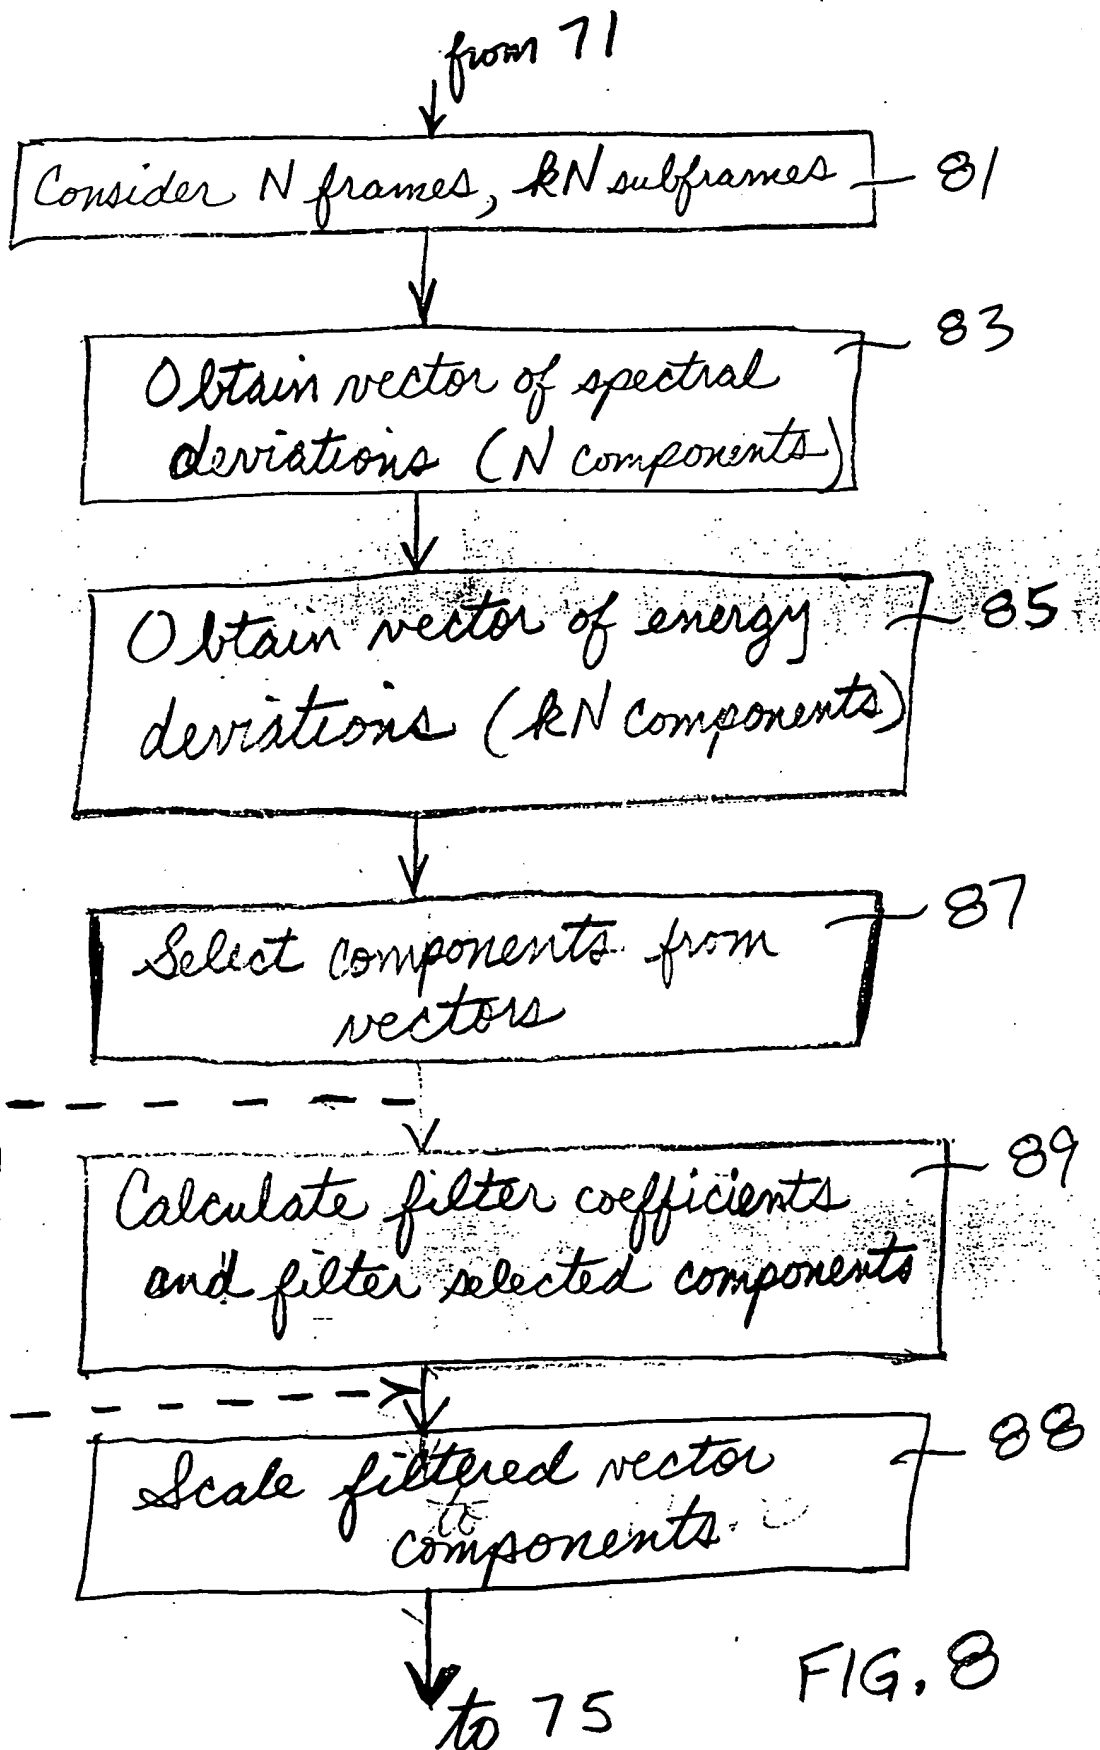 from 71
Consider N frames, kN subframes
81
83
Obtain vector of spectral
deviations (N components)
Obtain vector of energy
85
deviations (kN components)
87
Select components from
vectors
89
Calculate filter coefficients
and filter selected components
88
Scale filtered vector
components
FIG. 8
to 75